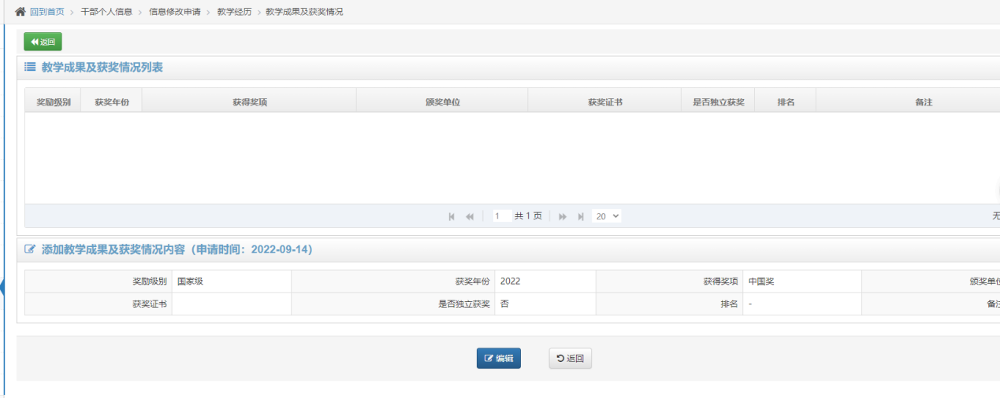 回到首页 > 干部个人信息 > 信息修改申请 > 教学经历 > 教学成果及获奖情况
返回
教学成果及获奖情况列表
奖励级别 获奖年份 获得奖项 颁奖单位 获奖证书 是否独立获奖 排名 备注
1 共 1 页 20 无
添加教学成果及获奖情况内容（申请时间：2022-09-14）
奖励级别 国家级 获奖年份 2022 获得奖项 中国奖 颁奖单位
获奖证书 是否独立获奖 否 排名 - 备注
编辑 返回